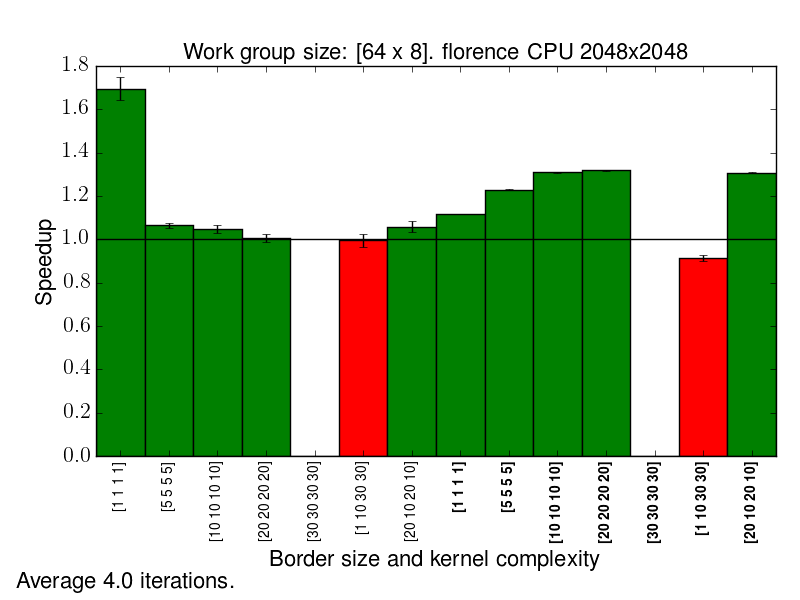 Work group size: [64 x 8]. florence CPU 2048x2048
1.8
1.6
1.4
1.2
1.0
0.8
0.6
0.4
0.2
0.0
Speedup
[1 1 1 1]
[5 5 5 5]
[10 10 10 10]
[20 20 20 20]
[30 30 30 30]
[1 10 30 30]
[20 10 20 10]
[1 1 1 1]
[5 5 5 5]
[10 10 10 10]
[20 20 20 20]
[30 30 30 30]
[1 10 30 30]
[20 10 20 10]
Border size and kernel complexity
Average 4.0 iterations.